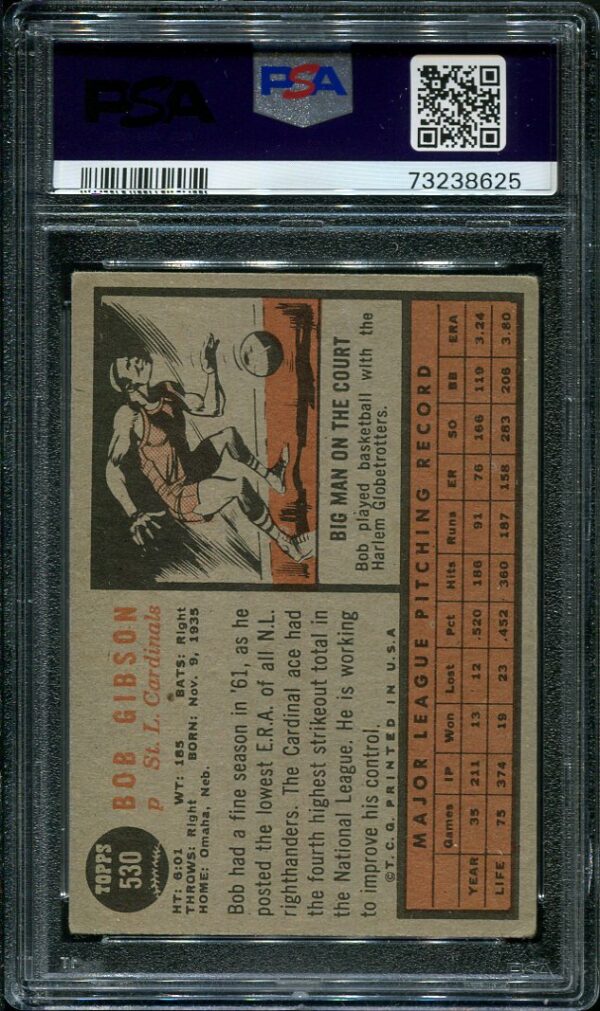 PSA
PSA
73238625
TOPPS
530
BOB GIBSON
p St. L. Cardinals
HT: 6:01 WT: 185 BATS: Right
THROWS: Right BORN: Nov. 9, 1935
HOME: Omaha, Neb.
Bob had a fine season in '61, as he
posted the lowest E.R.A. of all N.L.
righthanders. The Cardinal ace had
the fourth highest strikeout total in
the National League. He is working
to improve his control.
©T.C.G. PRINTED IN U.S.A
BIG MAN ON THE COURT
Bob played basketball with the
Harlem Globetrotters.
MAJOR LEAGUE PITCHING RECORD
Games IP Won Lost Pct Hits Runs ER SO BB ERA
YEAR 35 211 13 12 .520 186 91 76 166 119 3.24
LIFE 75 374 19 23 .452 360 187 158 283 206 3.80
PSA